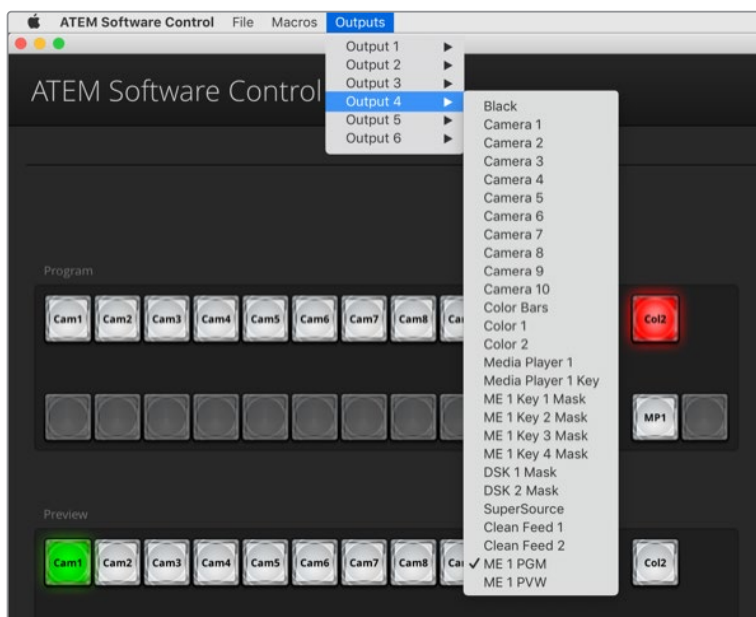 ATEM Software Control File Macros Outputs
Output 1
Output 2
Output 3
Output 4
Output 5
Output 6
ATEM Software Control
Black
Camera 1
Camera 2
Camera 3
Camera 4
Camera 5
Camera 6
Camera 7
Camera 8
Camera 9
Camera 10
Color Bars
Color 1
Color 2
Media Player 1
Media Player 1 Key
ME 1 Key 1 Mask
ME 1 Key 2 Mask
ME 1 Key 3 Mask
ME 1 Key 4 Mask
DSK 1 Mask
DSK 2 Mask
SuperSource
Clean Feed 1
Clean Feed 2
✓ ME 1 PGM
ME 1 PVW
Program
Cam1 Cam2 Cam3 Cam4 Cam5 Cam6 Cam7 Cam8 Ca Col2
MP1
Preview
Cam1 Cam2 Cam3 Cam4 Cam5 Cam6 Cam7 Cam8 Ca Col2